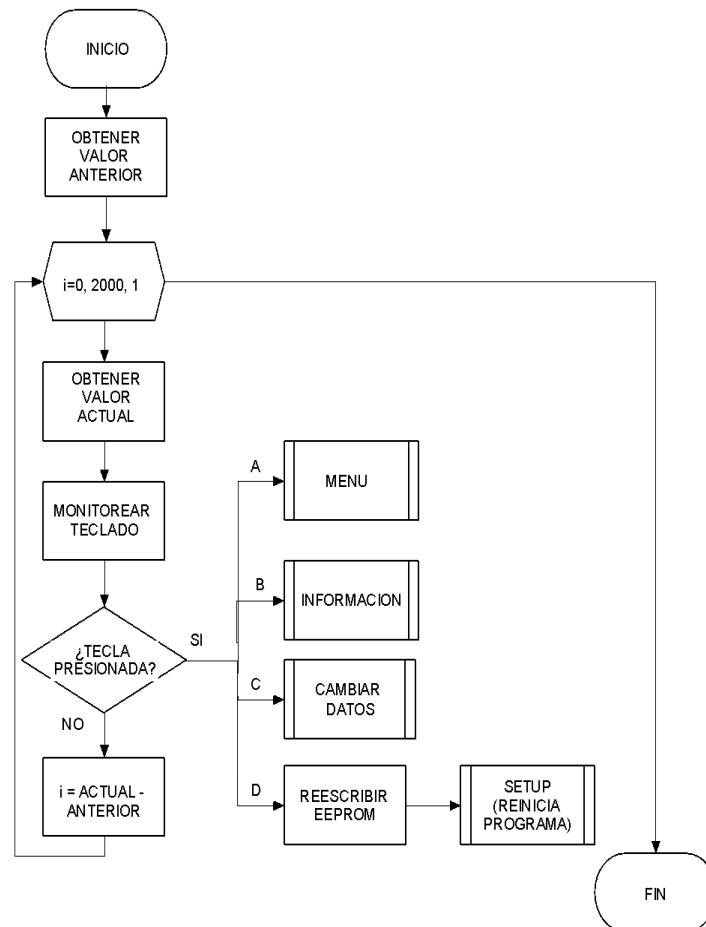 INICIO
OBTENER
VALOR
ANTERIOR
i=0, 2000, 1
OBTENER
VALOR
ACTUAL
MONITOREAR
TECLADO
¿TECLA
PRESIONADA?
SI
NO
i = ACTUAL -
ANTERIOR
A
MENU
B
INFORMACION
C
CAMBIAR
DATOS
D
REESCRIBIR
EEPROM
SETUP
(REINICIA
PROGRAMA)
FIN